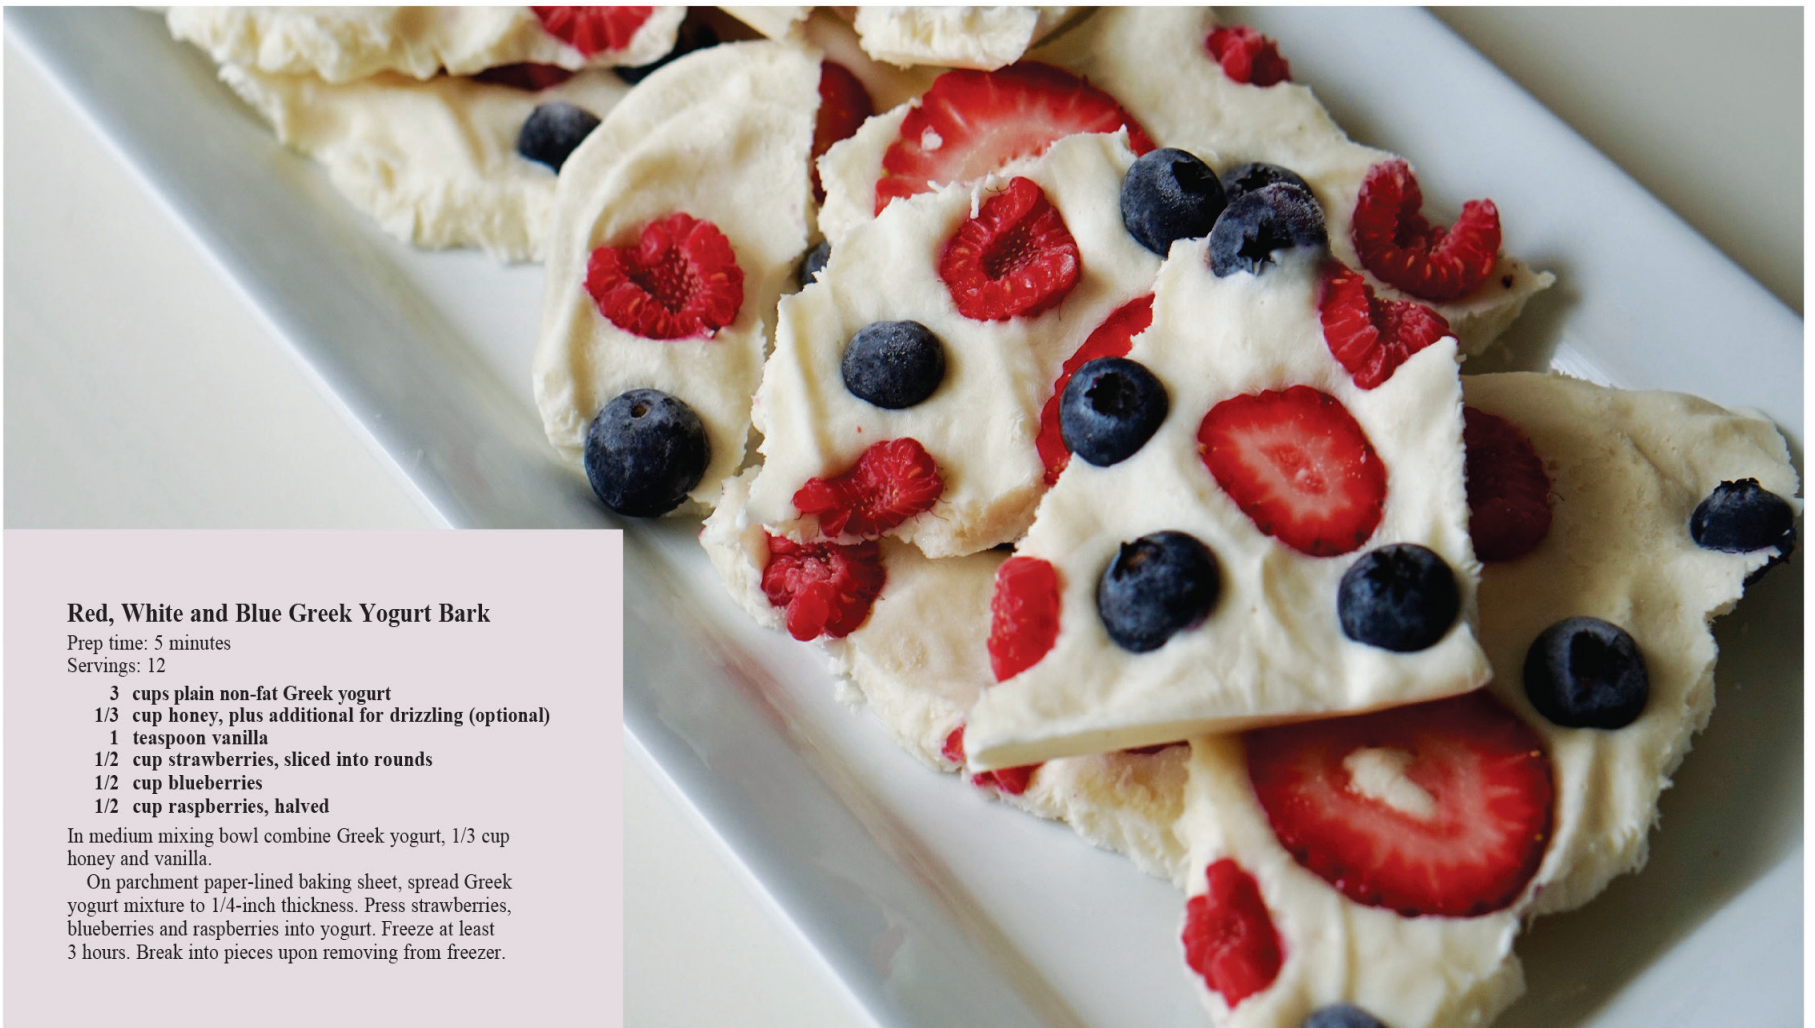 Red, White and Blue Greek Yogurt Bark
Prep time: 5 minutes
Servings: 12
3 cups plain non-fat Greek yogurt
1/3 cup honey, plus additional for drizzling (optional)
1 teaspoon vanilla
1/2 cup strawberries, sliced into rounds
1/2 cup blueberries
1/2 cup raspberries, halved
In medium mixing bowl combine Greek yogurt, 1/3 cup
honey and vanilla.
On parchment paper-lined baking sheet, spread Greek
yogurt mixture to 1/4-inch thickness. Press strawberries,
blueberries and raspberries into yogurt. Freeze at least
3 hours. Break into pieces upon removing from freezer.